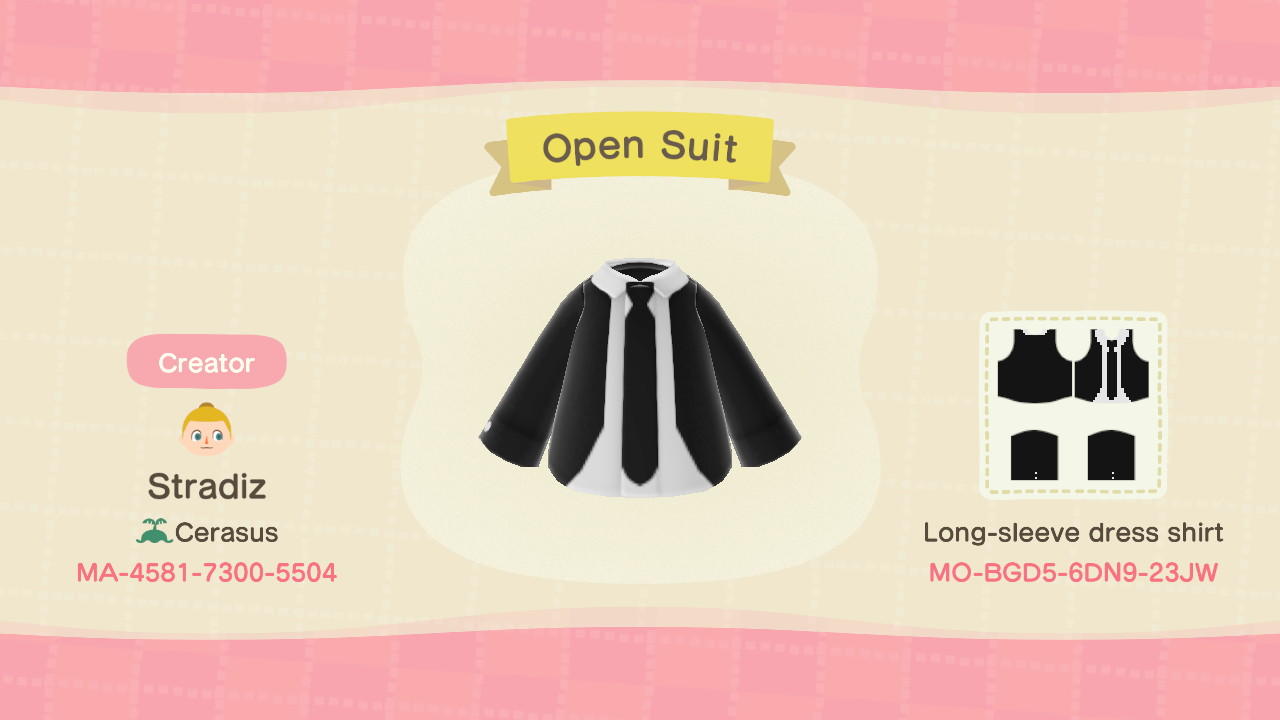 Open Suit
Creator
Stradiz
Cerasus
MA-4581-7300-5504
Long-sleeve dress shirt
MO-BGD5-6DN9-23JW